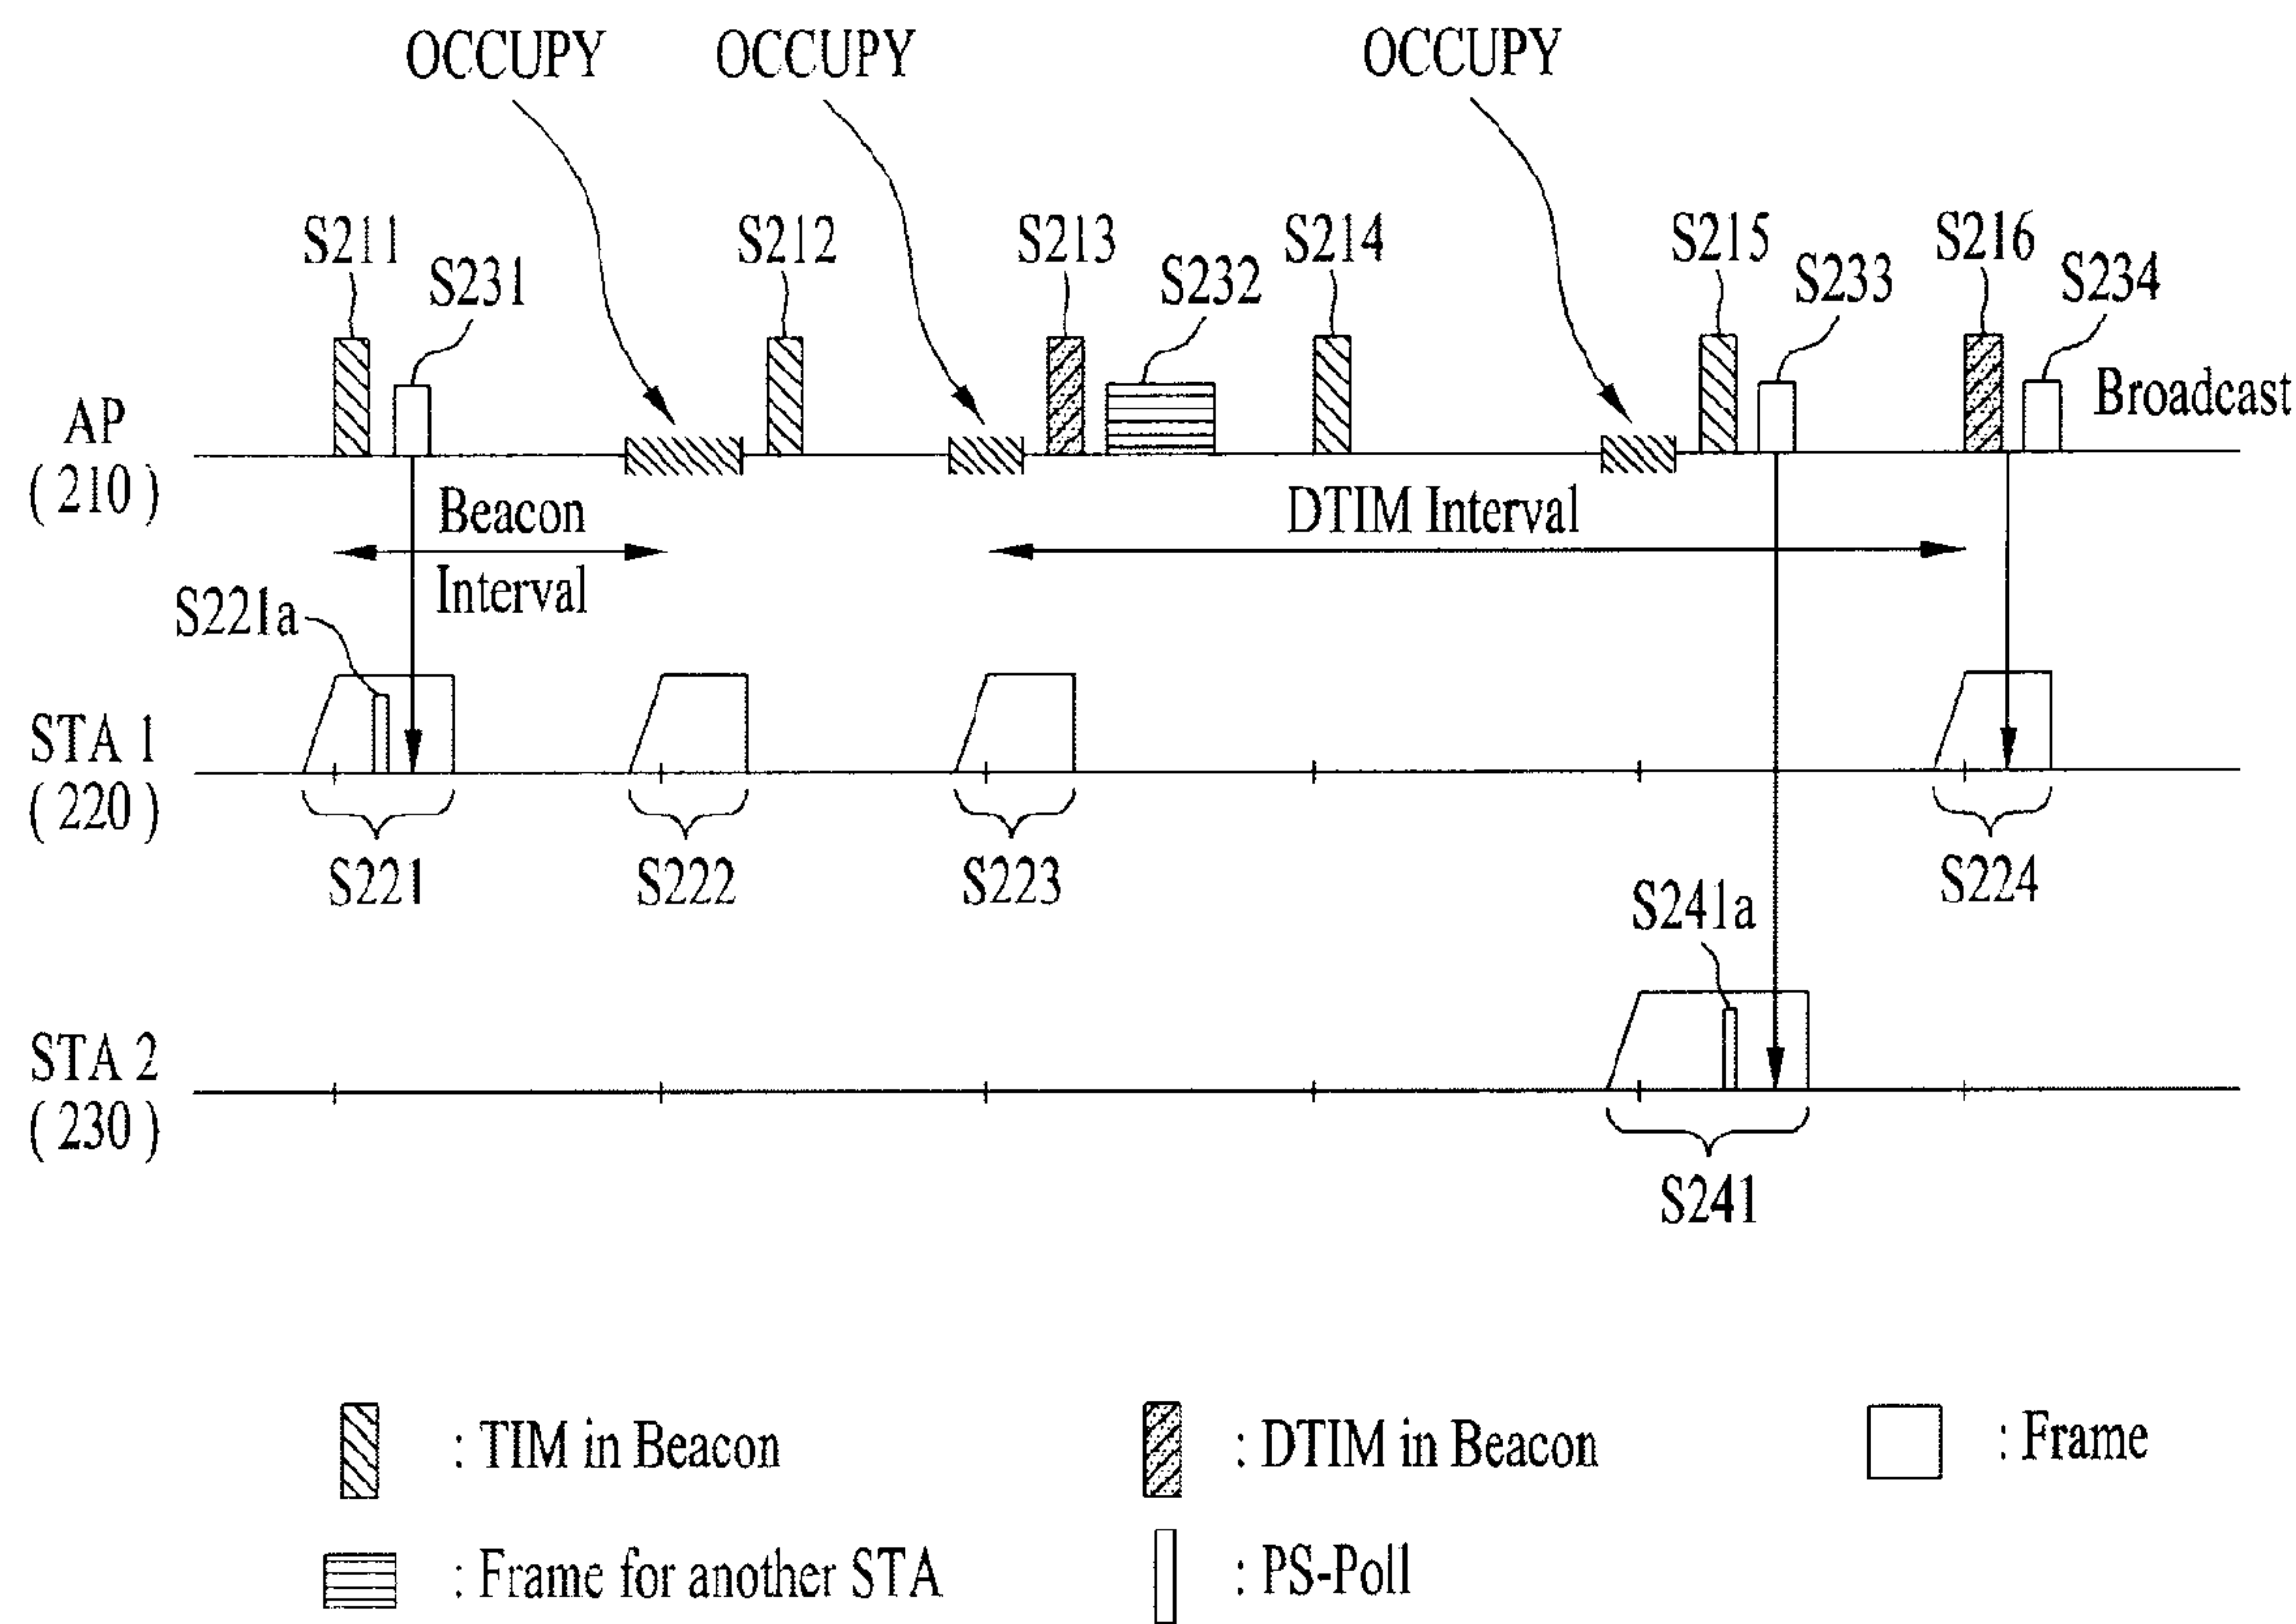 OCCUPY OCCUPY OCCUPY
S211 S231 S212 S213 S232 S214 S215 S233 S216 S234
AP
( 210 )
Broadcast
Beacon
Interval
DTIM Interval
S221a
STA 1
( 220 )
S221 S222 S223 S224
S241a
STA 2
( 230 )
S241
: TIM in Beacon
: DTIM in Beacon
: Frame
: Frame for another STA
: PS-Poll